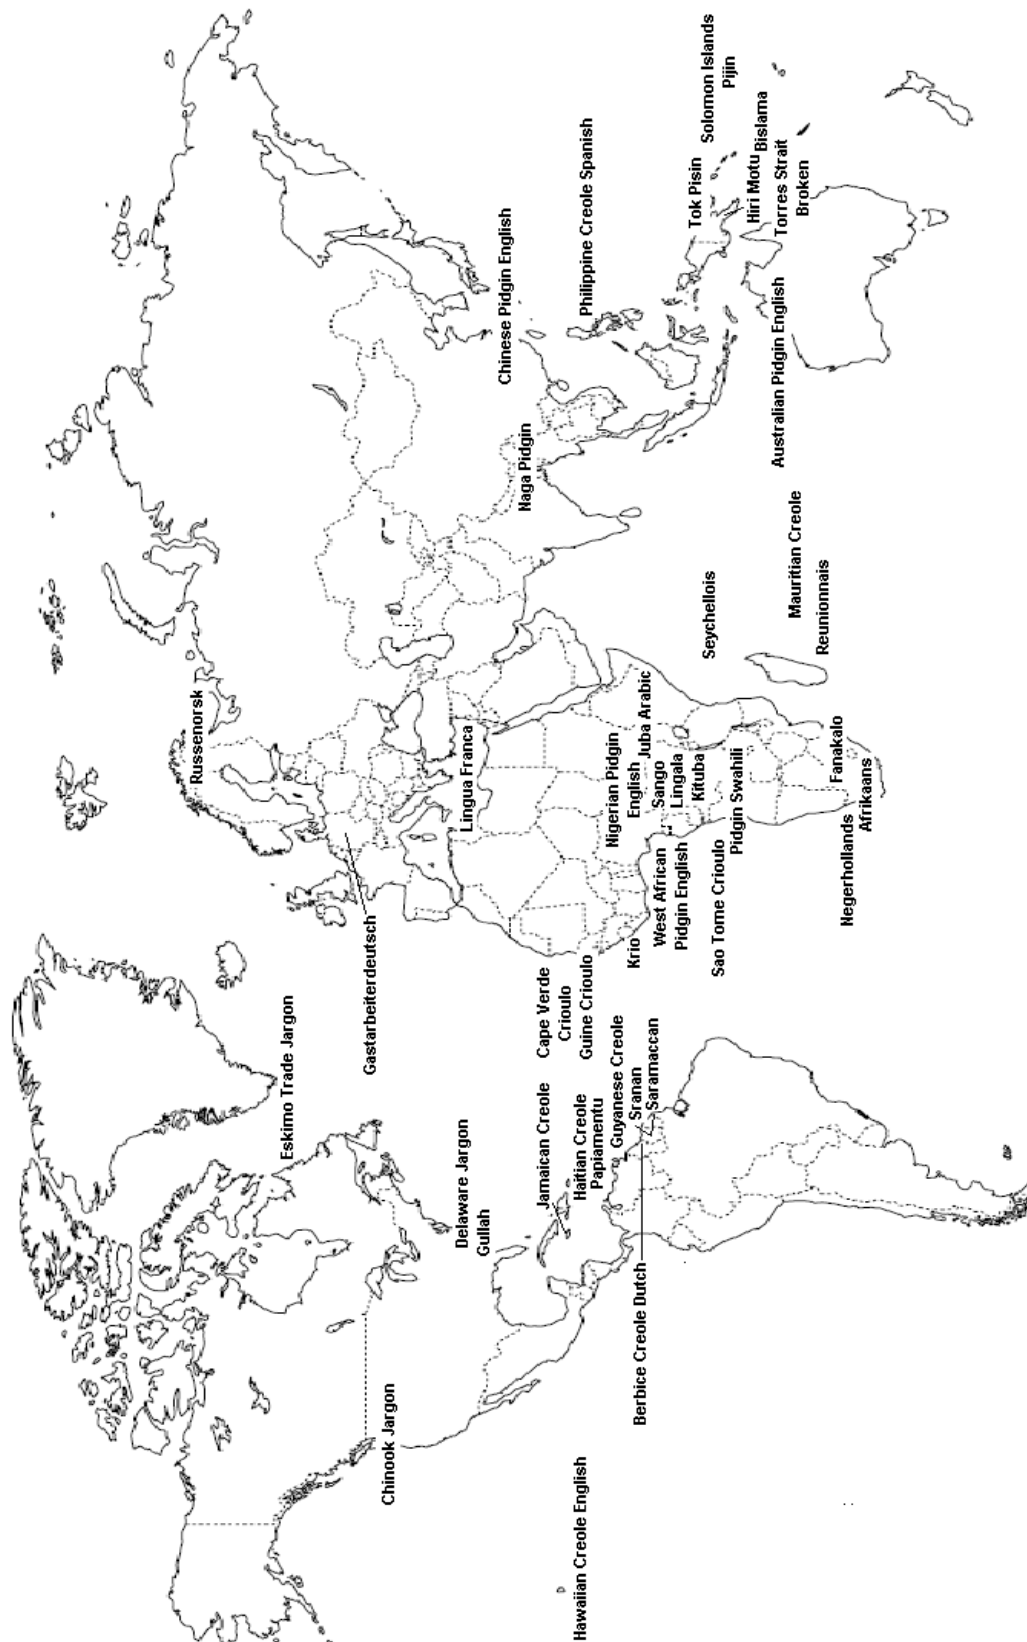 Eskimo Trade Jargon
Chinook Jargon
Delaware Jargon
Gullah
Hawaiian Creole English
Jamaican Creole
Haitian Creole
Papiamentu
Guyanese Creole
Sranan
Saramaccan
Berbice Creole Dutch
Russenorsk
Gastarbeiterdeutsch
Lingua Franca
Cape Verde
Crioulo
Guine Crioulo
Krio
West African
Pidgin English
Nigerian Pidgin
English
Juba Arabic
Sango
Lingala
Kituba
Sao Tome Crioulo
Pidgin Swahili
Fanakalo
Negerhollands
Afrikaans
Seychellois
Mauritian Creole
Reunionnais
Naga Pidgin
Chinese Pidgin English
Philippine Creole Spanish
Australian Pidgin English
Tok Pisin
Solomon Islands
Pijin
Hiri Motu
Bislama
Torres Strait
Broken